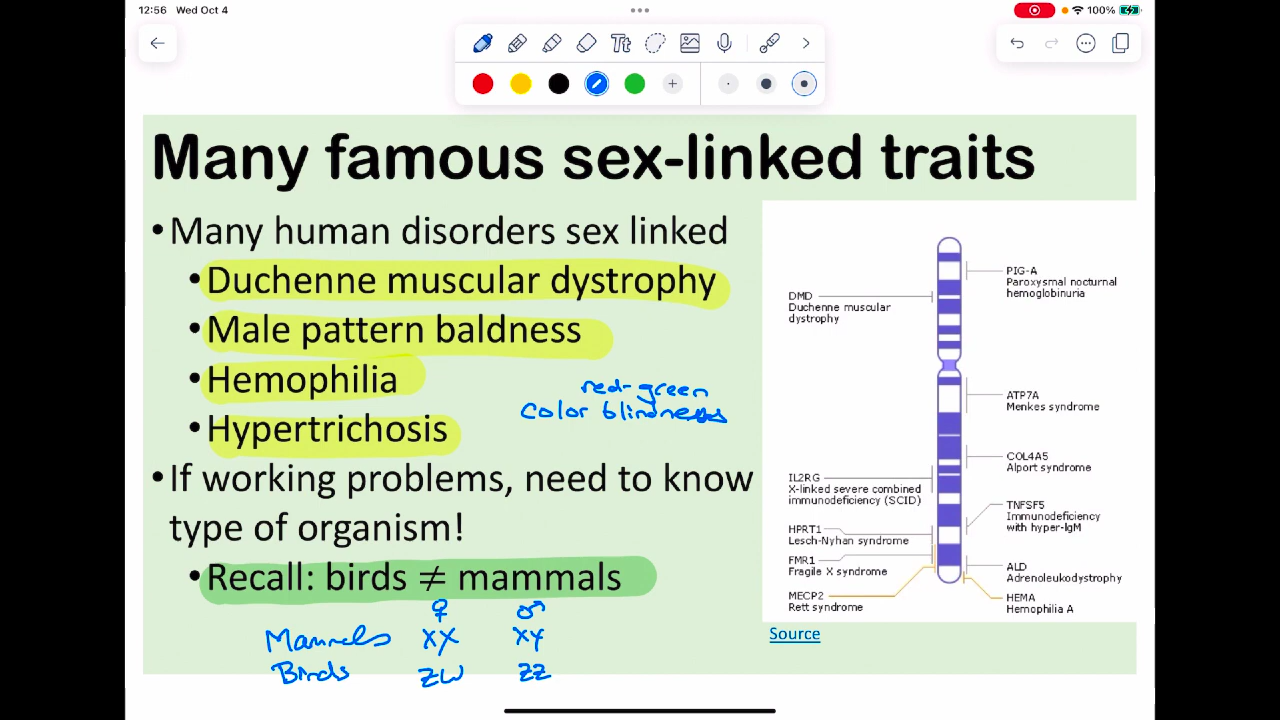 12:56 Wed Oct 4
100%
Tt
Many famous sex-linked traits
•Many human disorders sex linked
•Duchenne muscular dystrophy
•Male pattern baldness
•Hemophilia
•Hypertrichosis
red-green
color blindness
•If working problems, need to know
type of organism!
•Recall: birds ≠ mammals
♀ ♂
Mammals XX XY
Birds ZW ZZ
DMD
Duchenne muscular
dystrophy
IL2RG
X-linked severe combined
immunodeficiency (SCID)
HPRT1
Lesch-Nyhan syndrome
FMR1
Fragile X syndrome
MECP2
Rett syndrome
PIG-A
Paroxysmal nocturnal
hemoglobinuria
ATP7A
Menkes syndrome
COL4A5
Alport syndrome
TNFSF5
Immunodeficiency
with hyper-IgM
ALD
Adrenoleukodystrophy
HEMA
Hemophilia A
Source